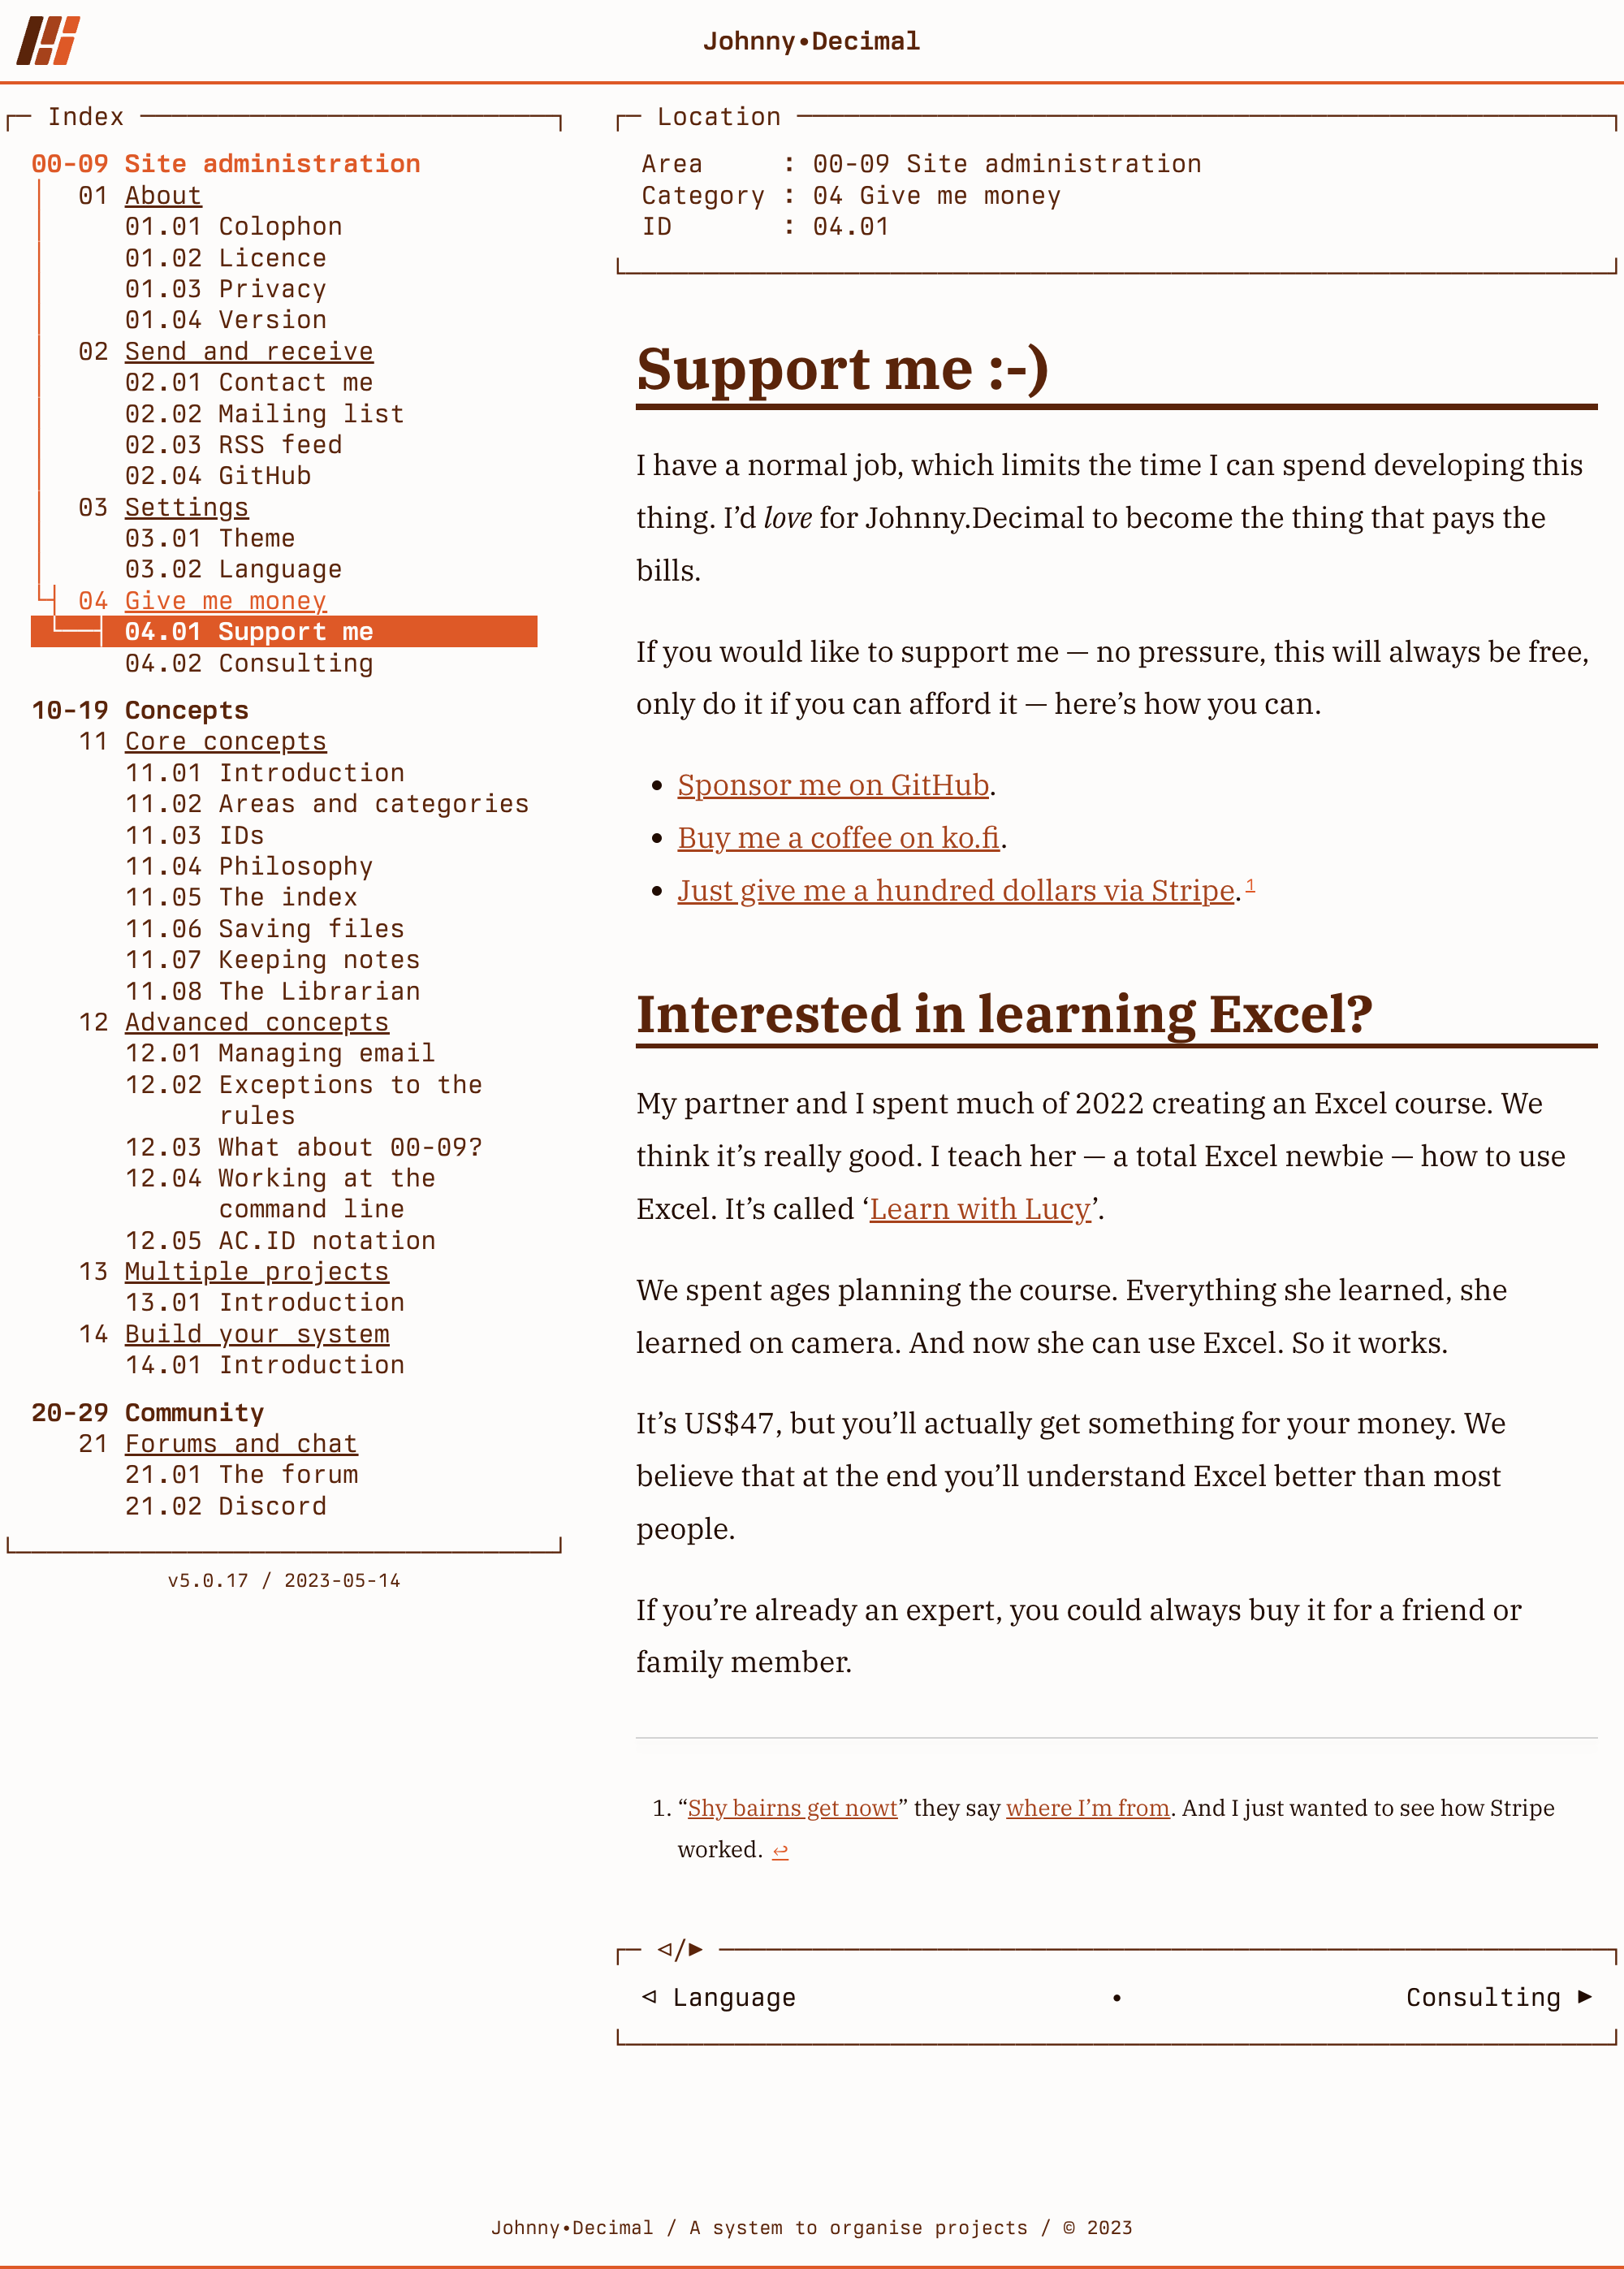 Johnny•Decimal
Index
00-09 Site administration
01 About
01.01 Colophon
01.02 Licence
01.03 Privacy
01.04 Version
02 Send and receive
02.01 Contact me
02.02 Mailing list
02.03 RSS feed
02.04 GitHub
03 Settings
03.01 Theme
03.02 Language
04 Give me money
04.01 Support me
04.02 Consulting
10-19 Concepts
11 Core concepts
11.01 Introduction
11.02 Areas and categories
11.03 IDs
11.04 Philosophy
11.05 The index
11.06 Saving files
11.07 Keeping notes
11.08 The Librarian
12 Advanced concepts
12.01 Managing email
12.02 Exceptions to the
rules
12.03 What about 00-09?
12.04 Working at the
command line
12.05 AC.ID notation
13 Multiple projects
13.01 Introduction
14 Build your system
14.01 Introduction
20-29 Community
21 Forums and chat
21.01 The forum
21.02 Discord
v5.0.17 / 2023-05-14
Location
Area : 00-09 Site administration
Category : 04 Give me money
ID : 04.01
Support me :-)
I have a normal job, which limits the time I can spend developing this
thing. I’d love for Johnny.Decimal to become the thing that pays the
bills.
If you would like to support me — no pressure, this will always be free,
only do it if you can afford it — here’s how you can.
• Sponsor me on GitHub.
• Buy me a coffee on ko.fi.
• Just give me a hundred dollars via Stripe.1
Interested in learning Excel?
My partner and I spent much of 2022 creating an Excel course. We
think it’s really good. I teach her — a total Excel newbie — how to use
Excel. It’s called ‘Learn with Lucy’.
We spent ages planning the course. Everything she learned, she
learned on camera. And now she can use Excel. So it works.
It’s US$47, but you’ll actually get something for your money. We
believe that at the end you’ll understand Excel better than most
people.
If you’re already an expert, you could always buy it for a friend or
family member.
1. “Shy bairns get nowt” they say where I’m from. And I just wanted to see how Stripe
worked. ↩
◁/▶
◁ Language • Consulting ▶
Johnny•Decimal / A system to organise projects / © 2023